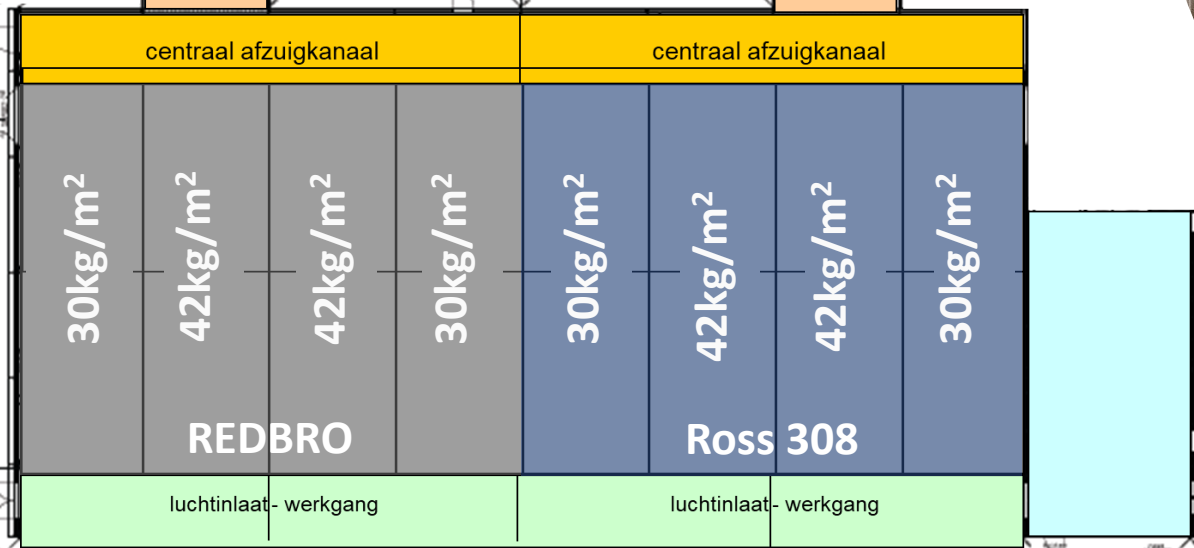 centraal afzuigkanaal
centraal afzuigkanaal
30kg/m²
42kg/m²
42kg/m²
30kg/m²
30kg/m²
42kg/m²
42kg/m²
30kg/m²
REDBRO
Ross 308
luchtinlaat - werkgang
luchtinlaat - werkgang